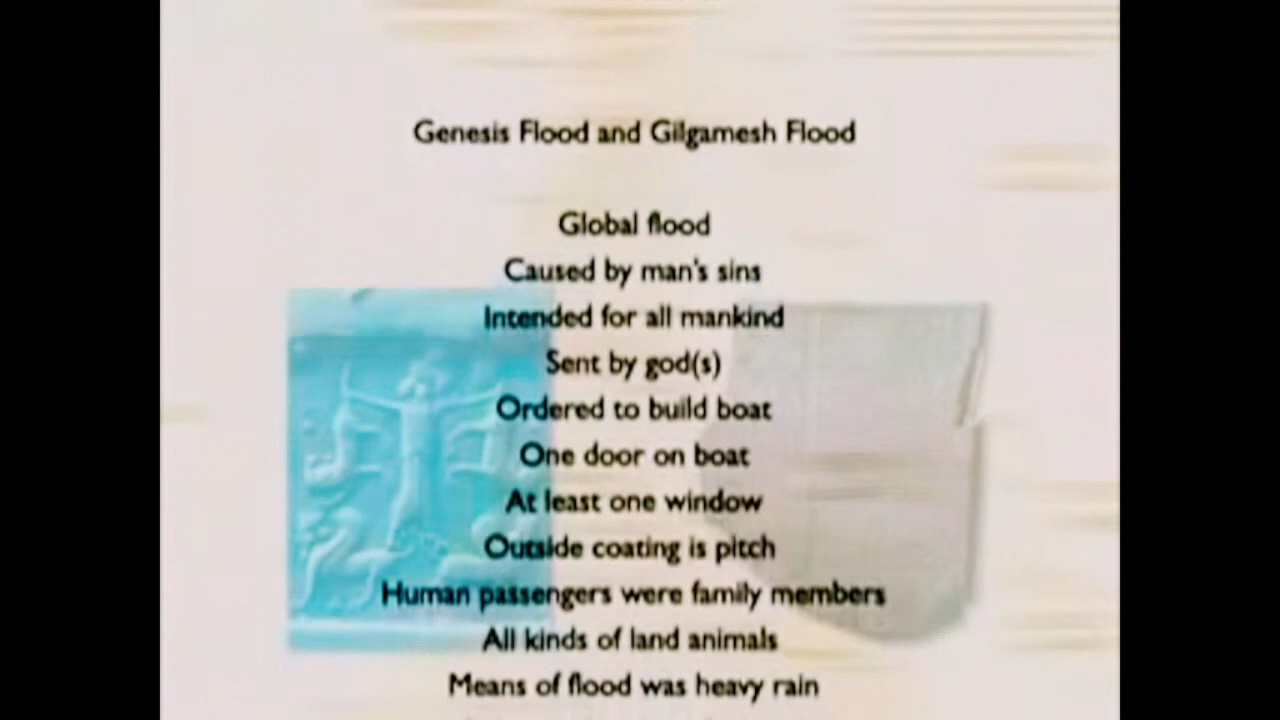 Genesis Flood and Gilgamesh Flood
Global flood
Caused by man's sins
Intended for all mankind
Sent by god(s)
Ordered to build boat
One door on boat
At least one window
Outside coating is pitch
Human passengers were family members
All kinds of land animals
Means of flood was heavy rain